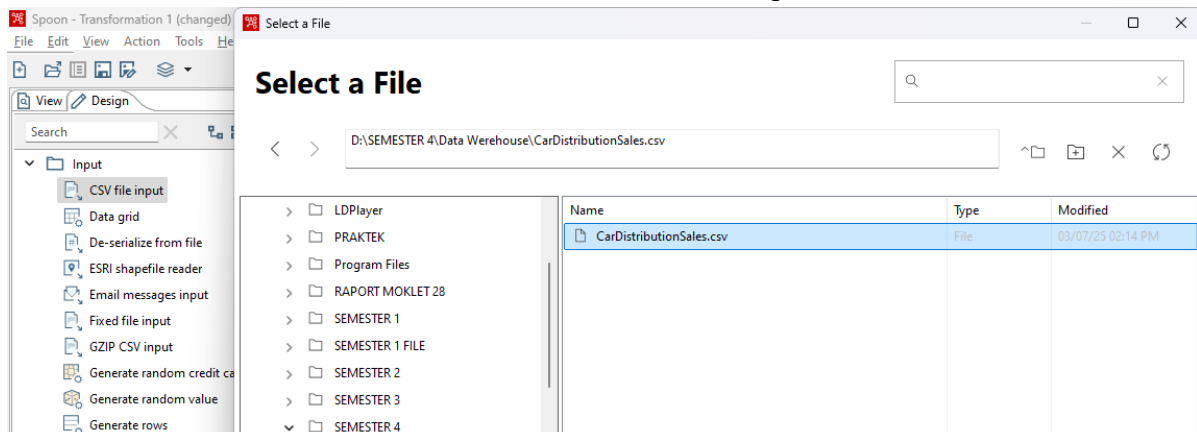 Spoon - Transformation 1 (changed)
File Edit View Action Tools He
View Design
Search
Input
CSV file input
Data grid
De-serialize from file
ESRI shapefile reader
Email messages input
Fixed file input
GZIP CSV input
Generate random credit ca
Generate random value
Generate rows
Select a File
Select a File
D:\SEMESTER 4\Data Werehouse\CarDistributionSales.csv
LDPlayer
PRAKTEK
Program Files
RAPORT MOKLET 28
SEMESTER 1
SEMESTER 1 FILE
SEMESTER 2
SEMESTER 3
SEMESTER 4
Name Type Modified
CarDistributionSales.csv File 03/07/25 02:14 PM